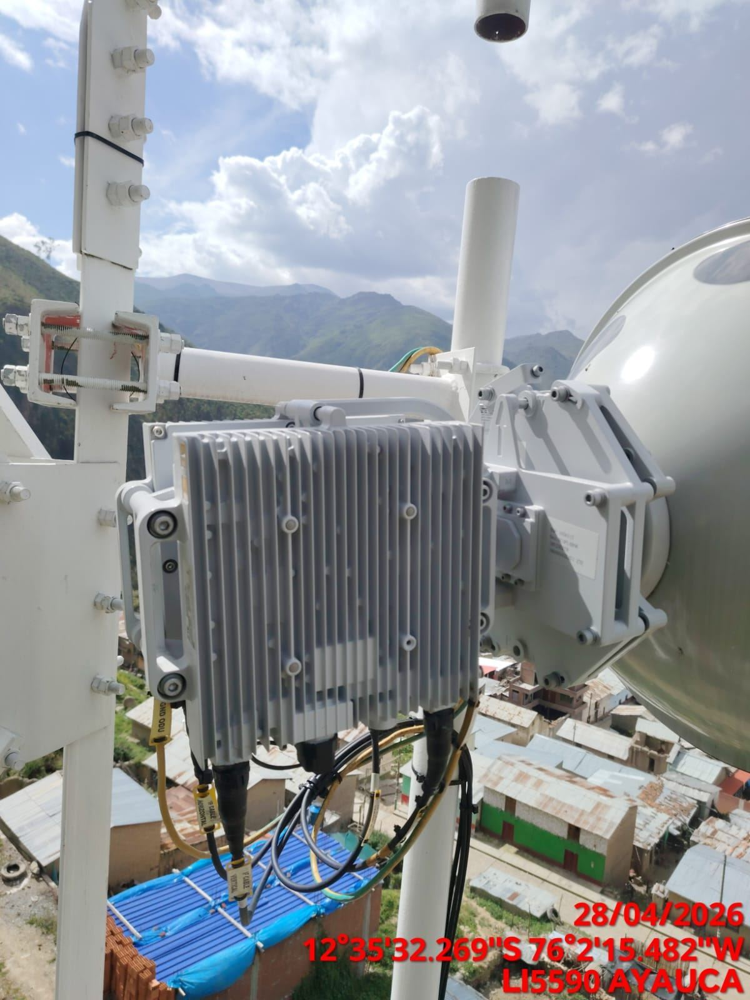 GND ODU
IF CABLE
HORIZONTAL
IF CABLE
VERTICAL
28/04/2026
12°35'32.269"S 76°2'15.482"W
LI5590 AYAUCA